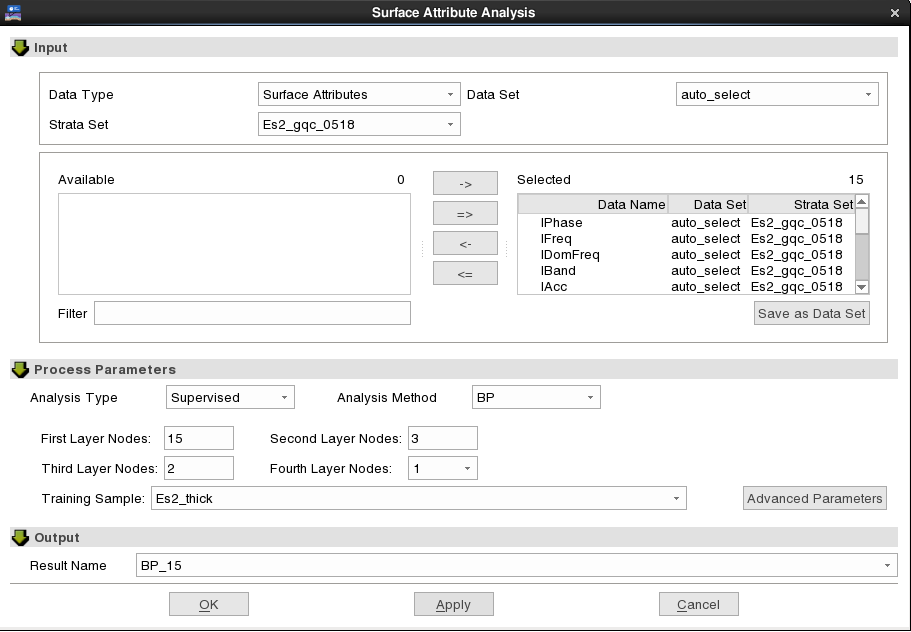 Surface Attribute Analysis
Input
Data Type Surface Attributes Data Set auto_select
Strata Set Es2_gqc_0518
Available 0 -> Selected 15
=>
<-
<=
Data Name Data Set Strata Set
IPhase auto_select Es2_gqc_0518
IFreq auto_select Es2_gqc_0518
IDomFreq auto_select Es2_gqc_0518
IBand auto_select Es2_gqc_0518
IAcc auto_select Es2_gqc_0518
Filter Save as Data Set
Process Parameters
Analysis Type Supervised Analysis Method BP
First Layer Nodes: 15 Second Layer Nodes: 3
Third Layer Nodes: 2 Fourth Layer Nodes: 1
Training Sample: Es2_thick Advanced Parameters
Output
Result Name BP_15
OK Apply Cancel